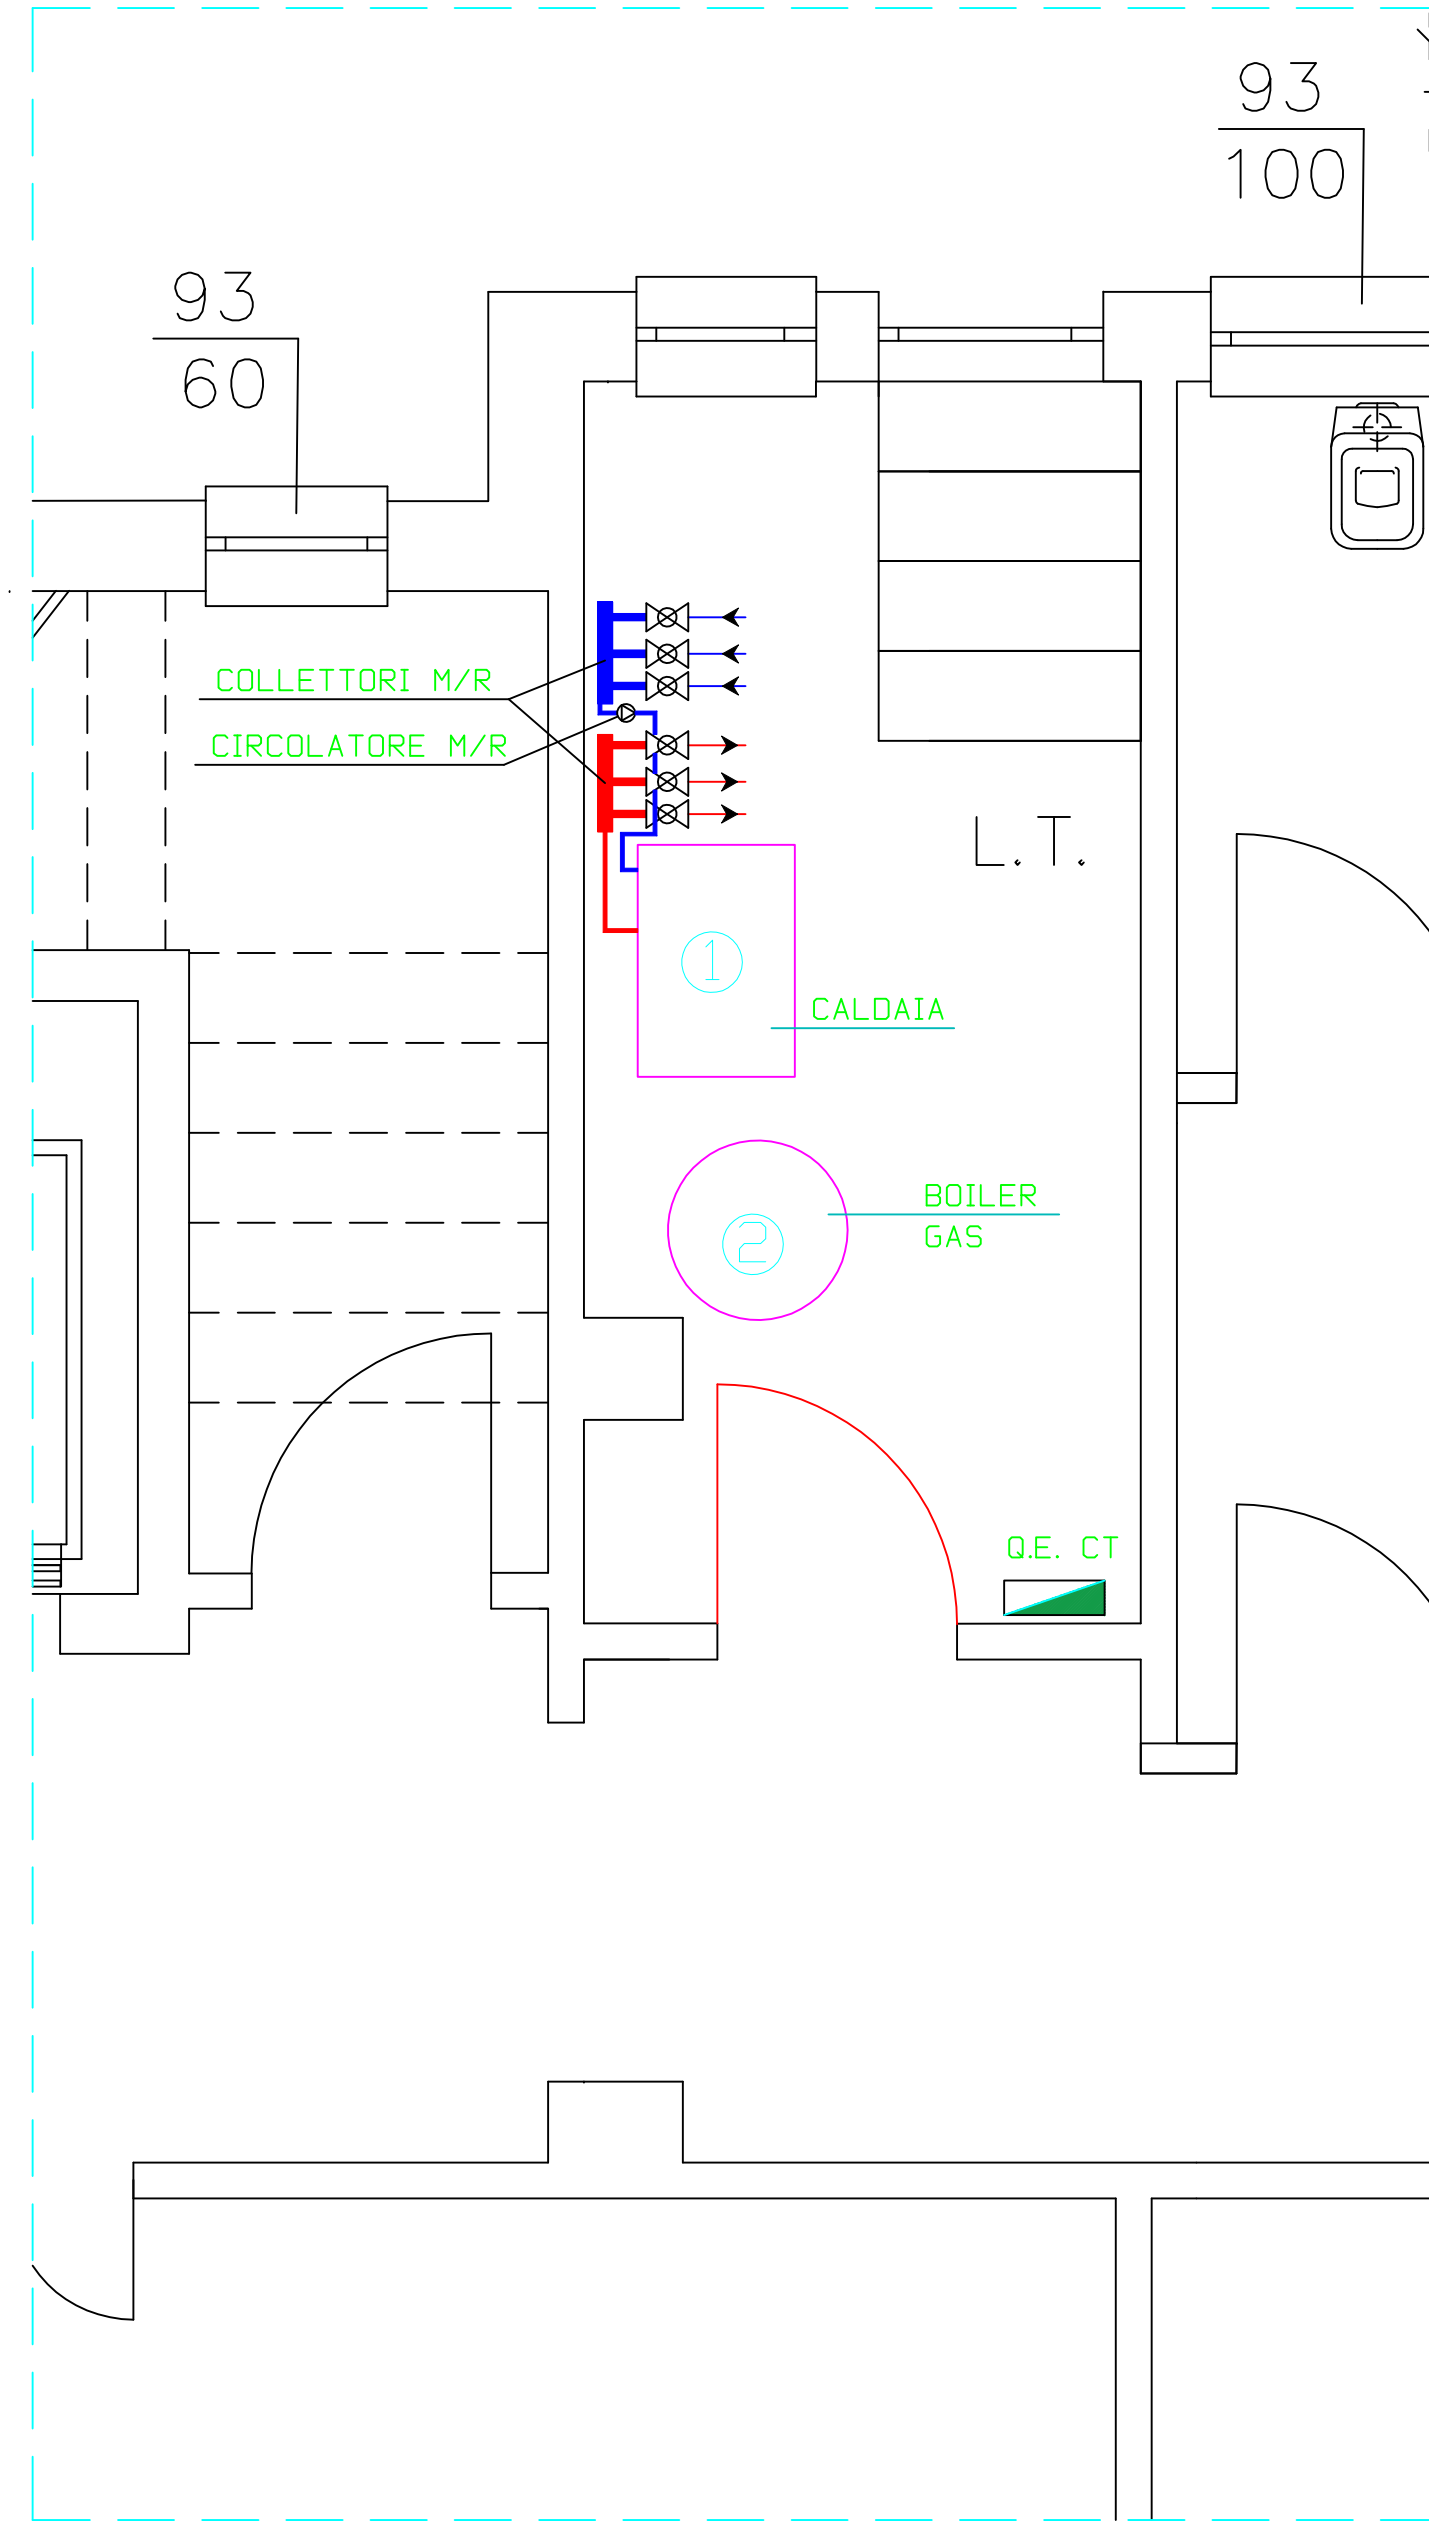 93
100
93
60
COLLETTORI M/R
CIRCOLATORE M/R
L.T.
1
CALDAIA
BOILER
GAS
2
Q.E. CT